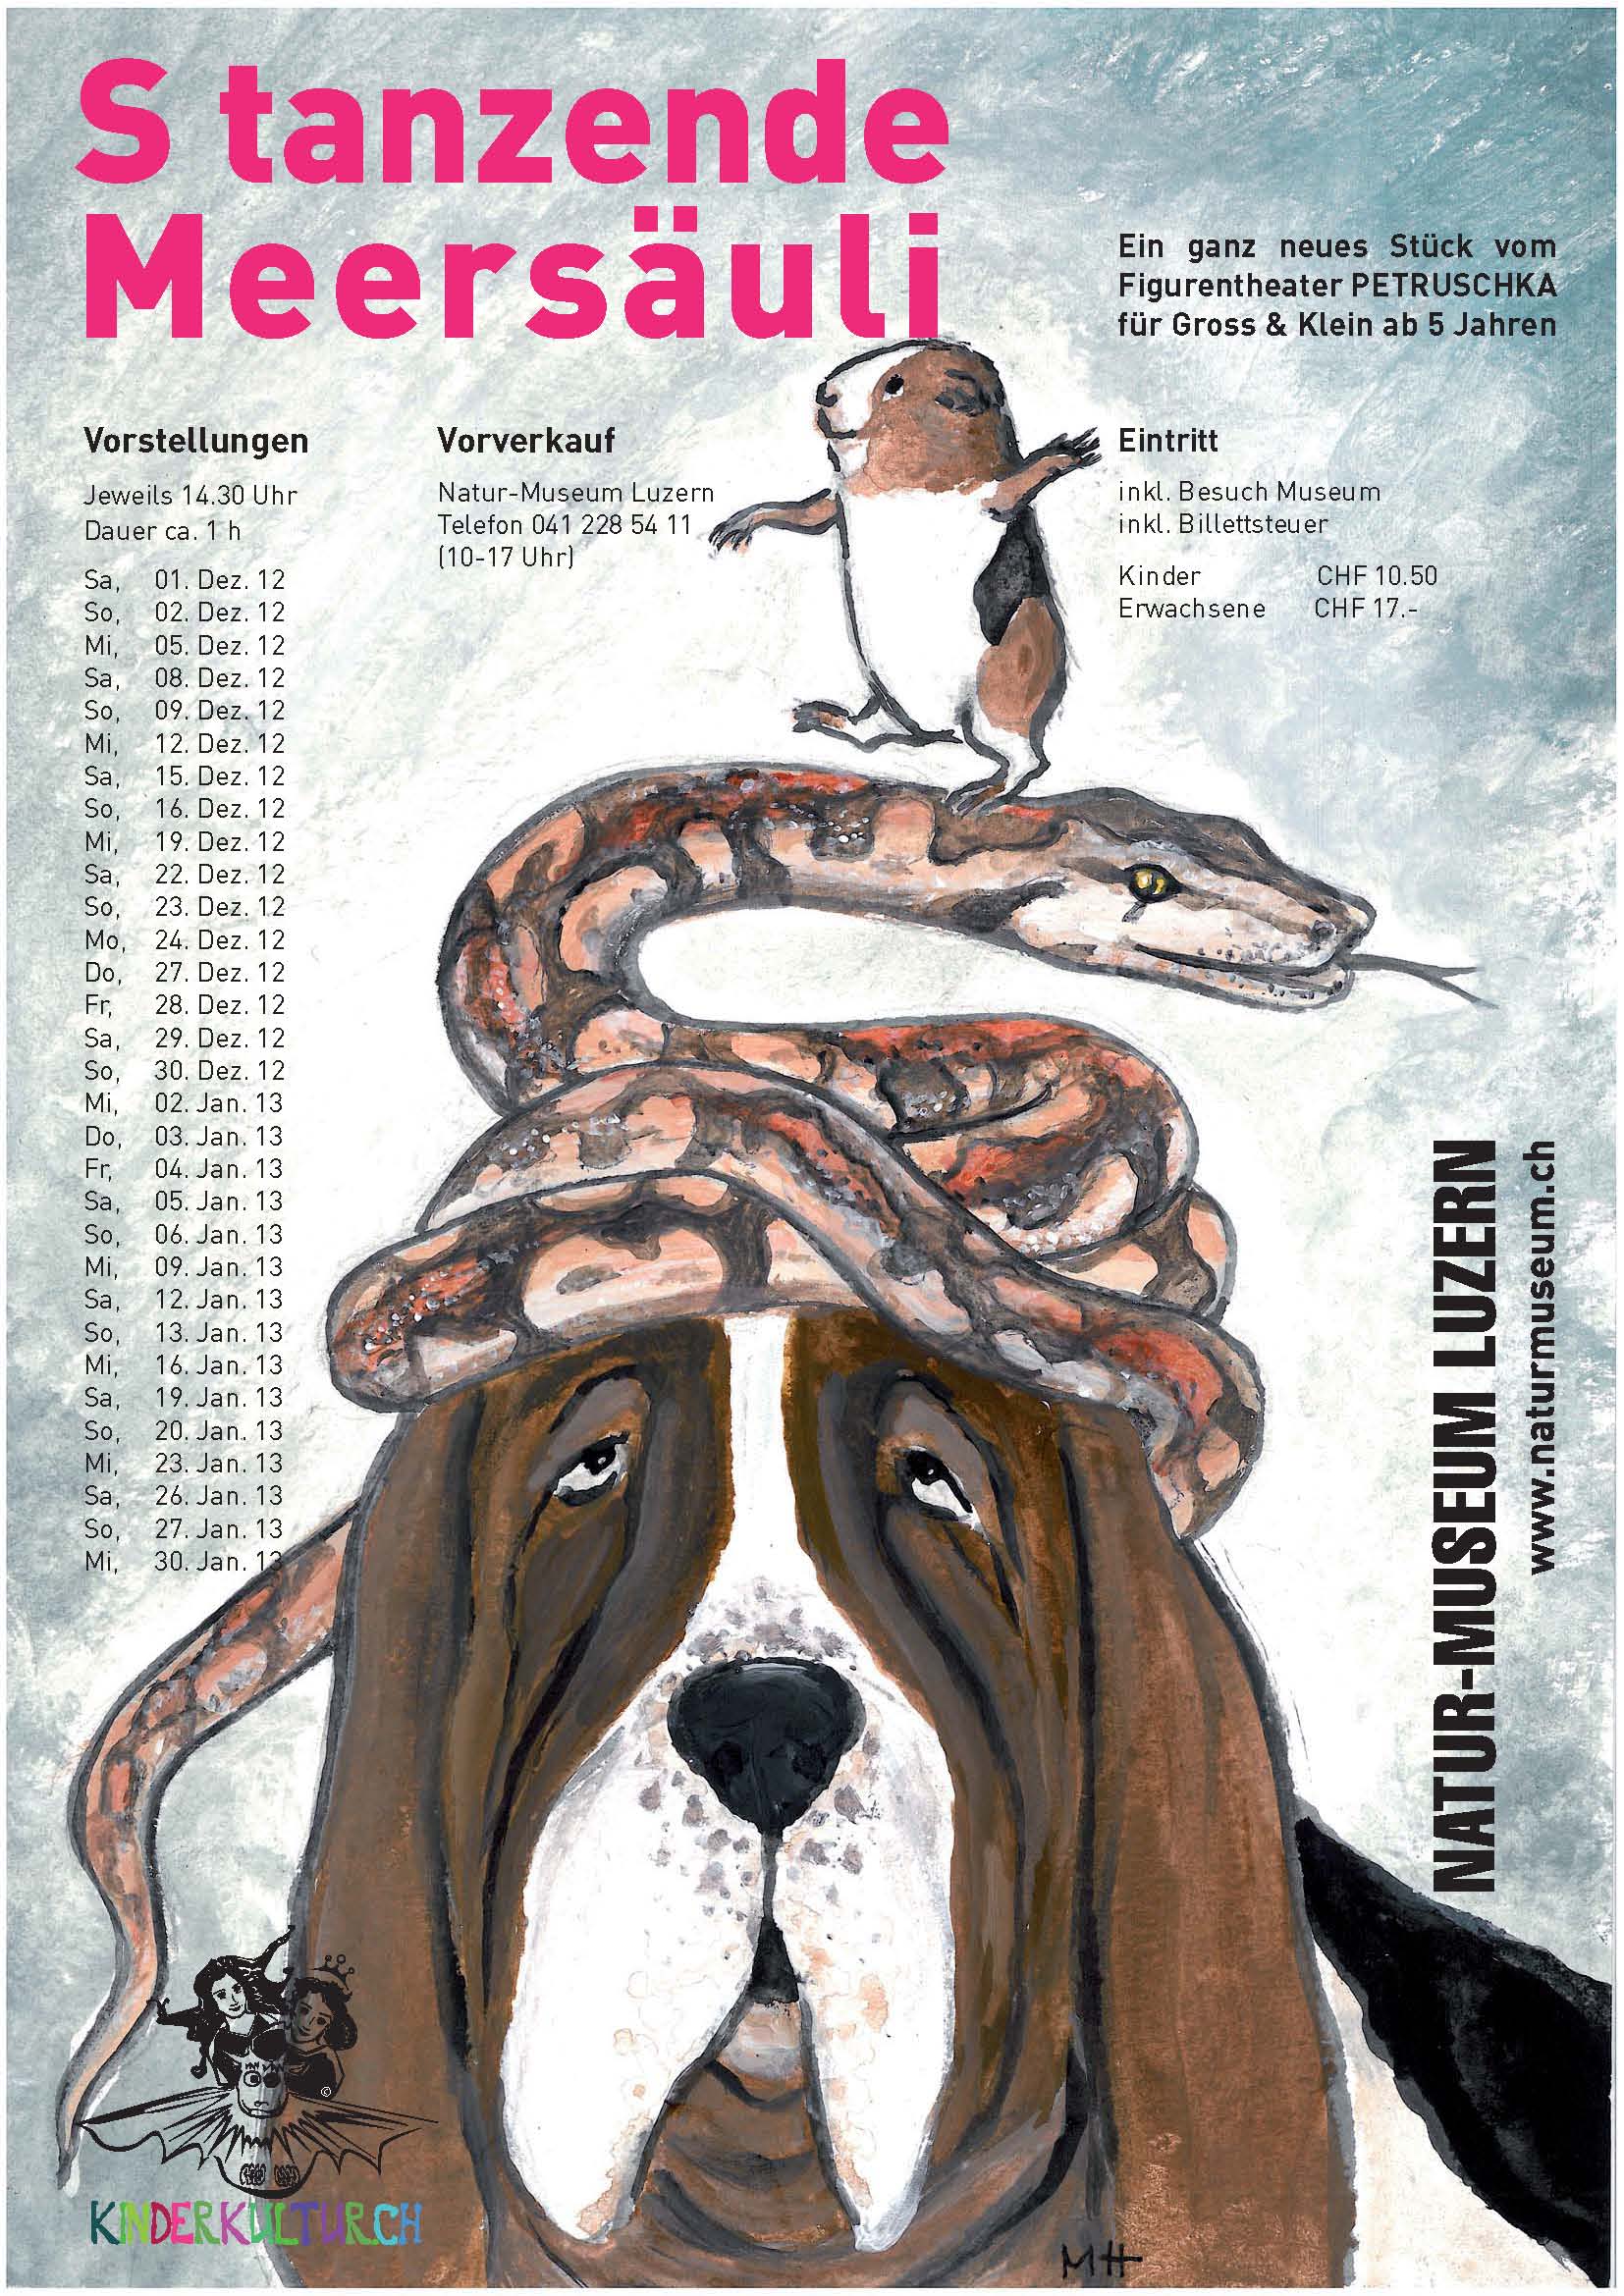 S tanzende
Meersäuli
Ein ganz neues Stück vom
Figurentheater PETRUSCHKA
für Gross & Klein ab 5 Jahren
Vorstellungen
Jeweils 14.30 Uhr
Dauer ca. 1 h
Sa, 01. Dez. 12
So, 02. Dez. 12
Mi, 05. Dez. 12
Sa, 08. Dez. 12
So, 09. Dez. 12
Mi, 12. Dez. 12
Sa, 15. Dez. 12
So, 16. Dez. 12
Mi, 19. Dez. 12
Sa, 22. Dez. 12
So, 23. Dez. 12
Mo, 24. Dez. 12
Do, 27. Dez. 12
Fr, 28. Dez. 12
Sa, 29. Dez. 12
So, 30. Dez. 12
Mi, 02. Jan. 13
Do, 03. Jan. 13
Fr, 04. Jan. 13
Sa, 05. Jan. 13
So, 06. Jan. 13
Mi, 09. Jan. 13
Sa, 12. Jan. 13
So, 13. Jan. 13
Mi, 16. Jan. 13
Sa, 19. Jan. 13
So, 20. Jan. 13
Mi, 23. Jan. 13
Sa, 26. Jan. 13
So, 27. Jan. 13
Mi, 30. Jan. 13
Vorverkauf
Natur-Museum Luzern
Telefon 041 228 54 11
(10-17 Uhr)
Eintritt
inkl. Besuch Museum
inkl. Billettsteuer
Kinder CHF 10.50
Erwachsene CHF 17.-
NATUR-MUSEUM LUZERN
www.naturmuseum.ch
©
KINDERKULTUR.CH
MH